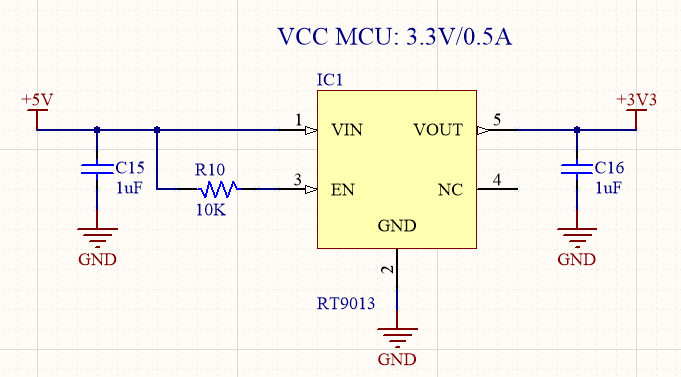 VCC MCU: 3.3V/0.5A
IC1
+5V
+3V3
1
VIN
VOUT
5
C15
1uF
R10
10K
3
EN
NC
4
C16
1uF
GND
GND
GND
2
RT9013
GND